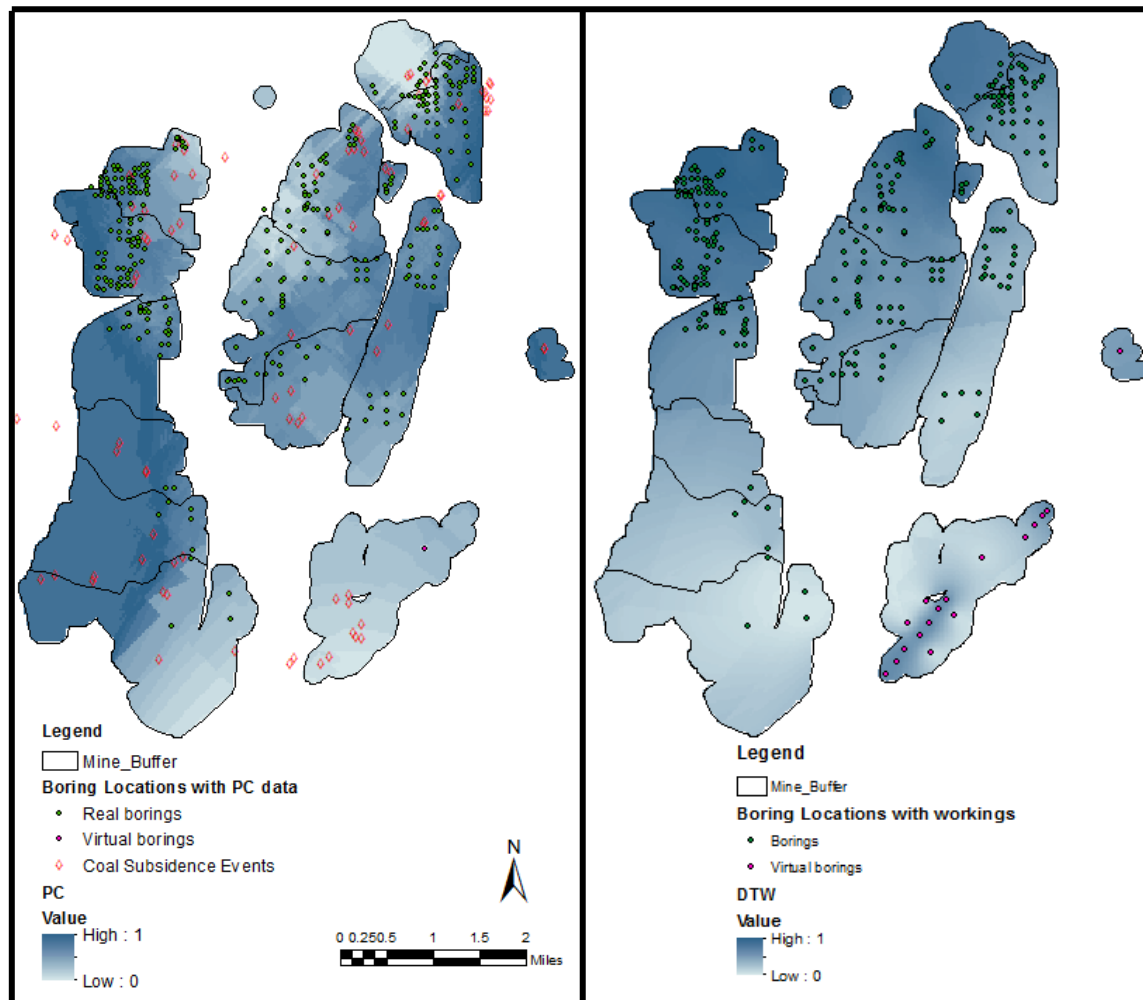 Legend
Mine_Buffer
Boring Locations with PC data
Real borings
Virtual borings
Coal Subsidence Events
PC
Value
High : 1
Low : 0
N
0 0.250.5 1 1.5 2
Miles
Legend
Mine_Buffer
Boring Locations with workings
Borings
Virtual borings
DTW
Value
High : 1
Low : 0